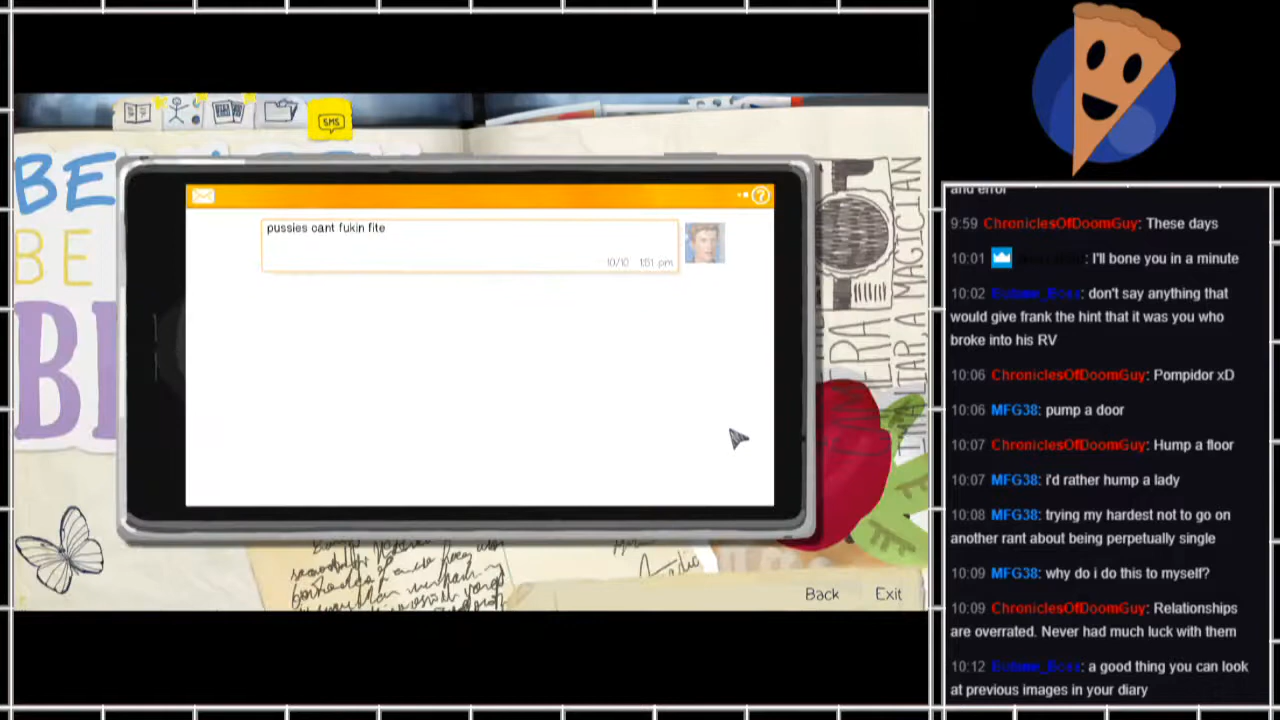 SMS
BE
BE
pussies cant fukin fite
10/10 1:51 pm
MAGICIAN
Back
Exit
and error
9:59 ChroniclesOfDoomGuy: These days
10:01 : I'll bone you in a minute
10:02 : don't say anything that
would give frank the hint that it was you who
broke into his RV
10:06 ChroniclesOfDoomGuy: Pompidor xD
10:06 MFG38: pump a door
10:07 ChroniclesOfDoomGuy: Hump a floor
10:07 MFG38: i'd rather hump a lady
10:08 MFG38: trying my hardest not to go on
another rant about being perpetually single
10:09 MFG38: why do i do this to myself?
10:09 ChroniclesOfDoomGuy: Relationships
are overrated. Never had much luck with them
10:12 : a good thing you can look
at previous images in your diary